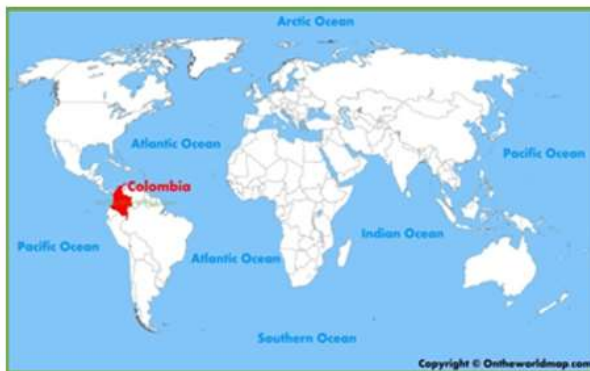 Arctic Ocean
Atlantic Ocean
Pacific Ocean
Colombia
Pacific Ocean
Atlantic Ocean
Indian Ocean
Southern Ocean
Copyright © Ontheworldmap.com